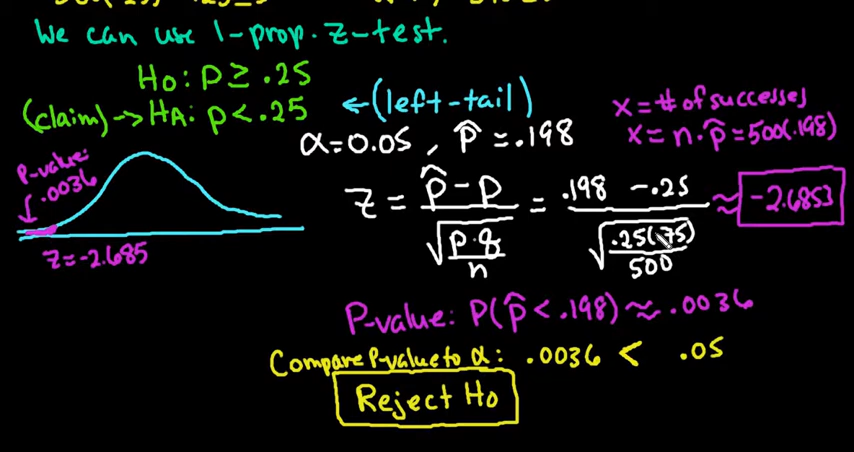 We can use 1-prop. Z-test.
Ho: P ≥ .25
(claim) → HA: P < .25 ← (left-tail)
α=0.05, p̂ = .198
x = # of successes
x = n · p̂ = 500(.198)
P-value:
.0036
z = -2.685
Z = p̂ - p / √(p·q / n) = .198 - .25 / √(.25(.75) / 500) ≈ -2.6853
P-value: P(p̂ < .198) ≈ .0036
Compare P-value to α: .0036 < .05
Reject Ho